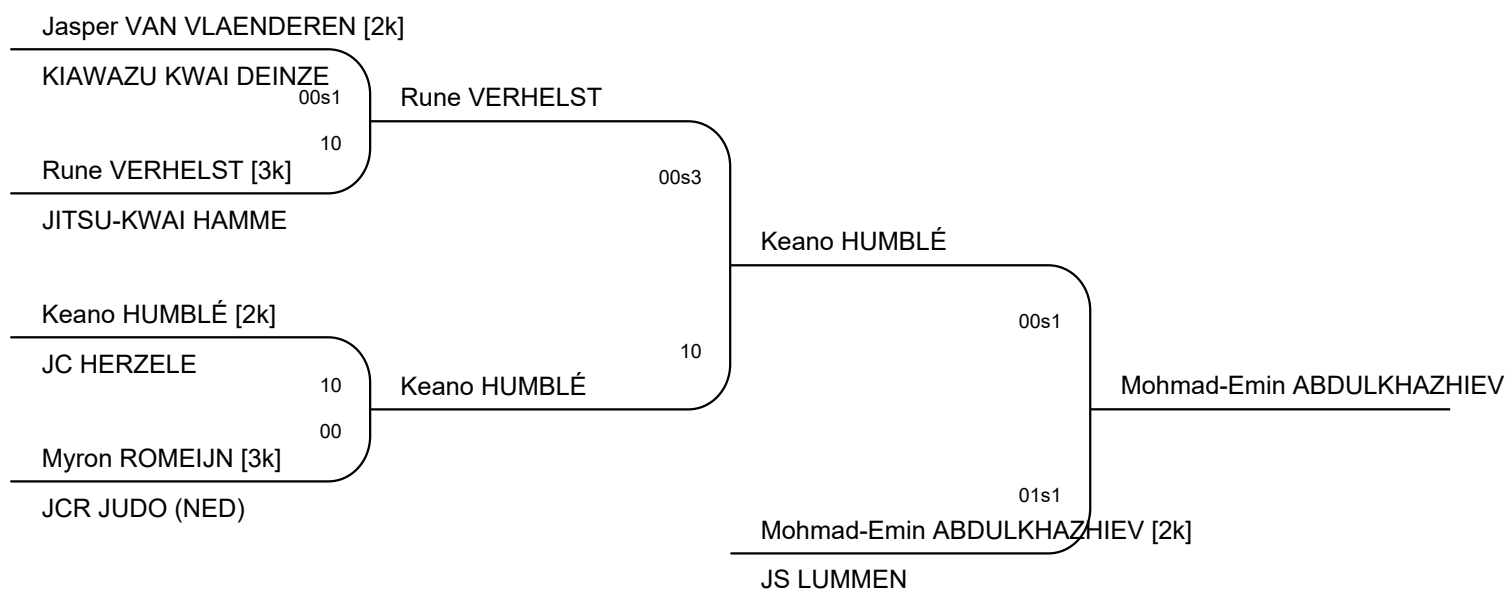 Jasper VAN VLAENDEREN [2k]
KIAWAZU KWAI DEINZE
00s1
Rune VERHELST
10
Rune VERHELST [3k]
00s3
JITSU-KWAI HAMME
Keano HUMBLÉ
Keano HUMBLÉ [2k]
00s1
JC HERZELE
10
10
Keano HUMBLÉ
Mohmad-Emin ABDULKHAZHIEV
00
Myron ROMEIJN [3k]
01s1
JCR JUDO (NED)
Mohmad-Emin ABDULKHAZHIEV [2k]
JS LUMMEN